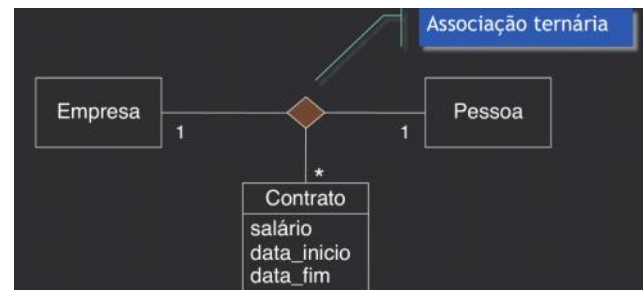 Associação ternária
Empresa
Pessoa
1
1
*
Contrato
salário
data_inicio
data_fim